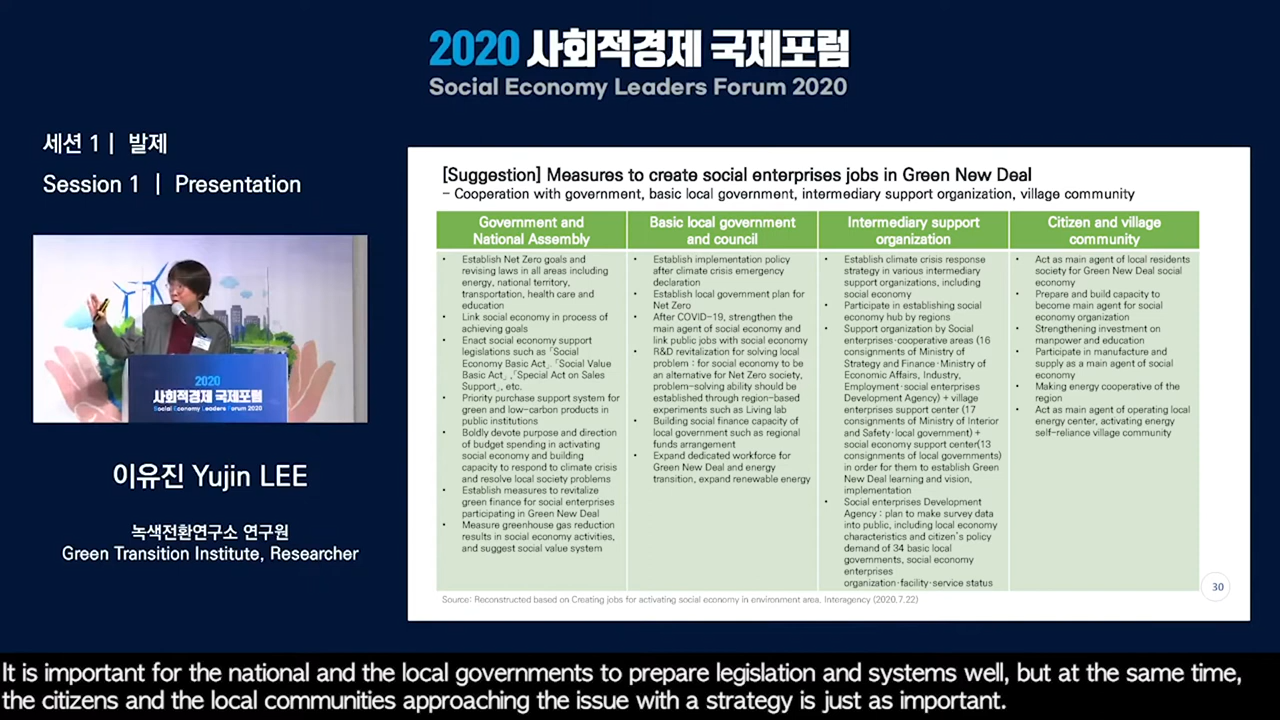 2020 사회적경제 국제포럼
Social Economy Leaders Forum 2020
세션 1 | 발제
Session 1 | Presentation
2020
사회적경제 국제포럼
Social Economy Leaders Forum 2020
이유진 Yujin LEE
녹색전환연구소 연구원
Green Transition Institute, Researcher
[Suggestion] Measures to create social enterprises jobs in Green New Deal
- Cooperation with government, basic local government, intermediary support organization, village community
Government and
National Assembly
• Establish Net Zero goals and
revising laws in all areas including
energy, national territory,
transportation, health care and
education
• Link social economy in process of
achieving goals
• Enact social economy support
legislations such as「Social
Economy Basic Act」,「Social Value
Basic Act」,「Special Act on Sales
Support」, etc.
• Priority purchase support system for
green and low-carbon products in
public institutions
• Boldly devote purpose and direction
of budget spending in activating
social economy and building
capacity to respond to climate crisis
and resolve local society problems
• Establish measures to revitalize
green finance for social enterprises
participating in Green New Deal
• Measure greenhouse gas reduction
results in social economy activities,
and suggest social value system
Basic local government
and council
• Establish implementation policy
after climate crisis emergency
declaration
• Establish local government plan for
Net Zero
• After COVID-19, strengthen the
main agent of social economy and
link public jobs with social economy
• R&D revitalization for solving local
problem : for social economy to be
an alternative for Net Zero society,
problem-solving ability should be
established through region-based
experiments such as Living lab
• Building social finance capacity of
local government such as regional
funds arrangement
• Expand dedicated workforce for
Green New Deal and energy
transition, expand renewable energy
Intermediary support
organization
• Establish climate crisis response
strategy in various intermediary
support organizations, including
social economy
• Participate in establishing social
economy hub by regions
• Support organization by Social
enterprises·cooperative areas (16
consignments of Ministry of
Strategy and Finance·Ministry of
Economic Affairs, Industry,
Employment·social enterprises
Development Agency) + village
enterprises support center (17
consignments of Ministry of Interior
and Safety·local government) +
social economy support center(13
consignments of local governments)
in order for them to establish Green
New Deal learning and vision,
implementation
• Social enterprises Development
Agency : plan to make survey data
into public, including local economy
characteristics and citizen's policy
demand of 34 basic local
governments, social economy
enterprises
organization·facility·service status
Citizen and village
community
• Act as main agent of local residents
society for Green New Deal social
economy
• Prepare and build capacity to
become main agent for social
economy organization
• Strengthening investment on
manpower and education
• Participate in manufacture and
supply as a main agent of social
economy
• Making energy cooperative of the
region
• Act as main agent of operating local
energy center, activating energy
self-reliance village community
30
Source: Reconstructed based on Creating jobs for activating social economy in environment area. Interagency (2020.7.22)
It is important for the national and the local governments to prepare legislation and systems well, but at the same time,
the citizens and the local communities approaching the issue with a strategy is just as important.